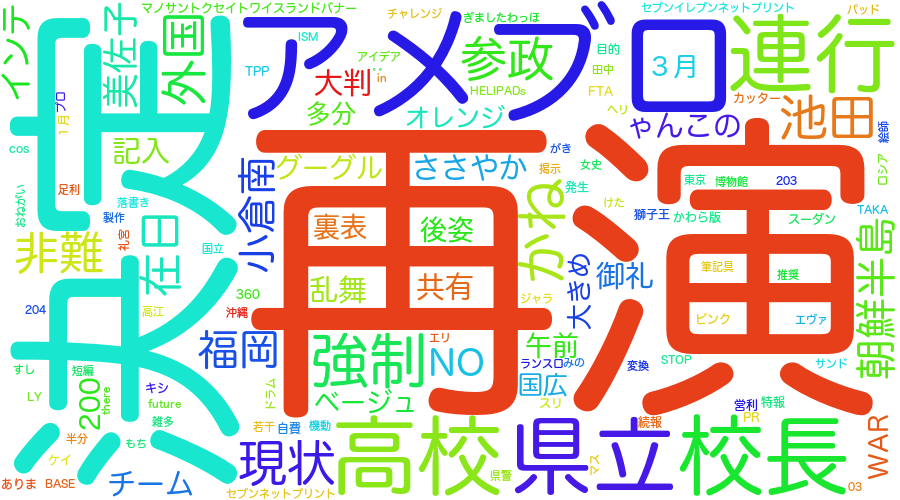 マノサントクセイトワイスランドバナー
チャレンジ
ぎましたわっほ
セブンイレブンネットプリント
パッド
インテ
美佐子
外国
アメブロ
参政
3月
連行
ISM
アイデア
目的
TPP
大判
in
田中
HELIPADs
FTA
多分
オレンジ
ヘリ
ゃんこの
カッター
池田
絵師
プロ
1月
cos
記入
小倉南
グーグル
ささやか
がき
掲示
女史
ロシア
東京
博物館
203
足利
おねがい
落書き
製作
発生
けた
獅子王
かわら版
スーダン
TAKA
再演
裏表
後姿
かね
非難
礼宮
在日
国立
大きめ
御礼
筆記具
推奨
朝鮮半島
乱舞
共有
360
204
高江
沖縄
ジャラ
ピンク
エヴァ
福岡
強制
NO
エリ
午前
ランスロ
みの
変換
STOP
サンド
すし
短編
国広
LY
200
there
キシ
future
ドラム
ベージュ
スリ
営利
特報
PR
雑多
若干
自費
機動
高校
県立
続報
校長
WAR
半分
もち
ケイ
現状
県警
マス
ありま
BASE
チーム
セブンネットプリント
03